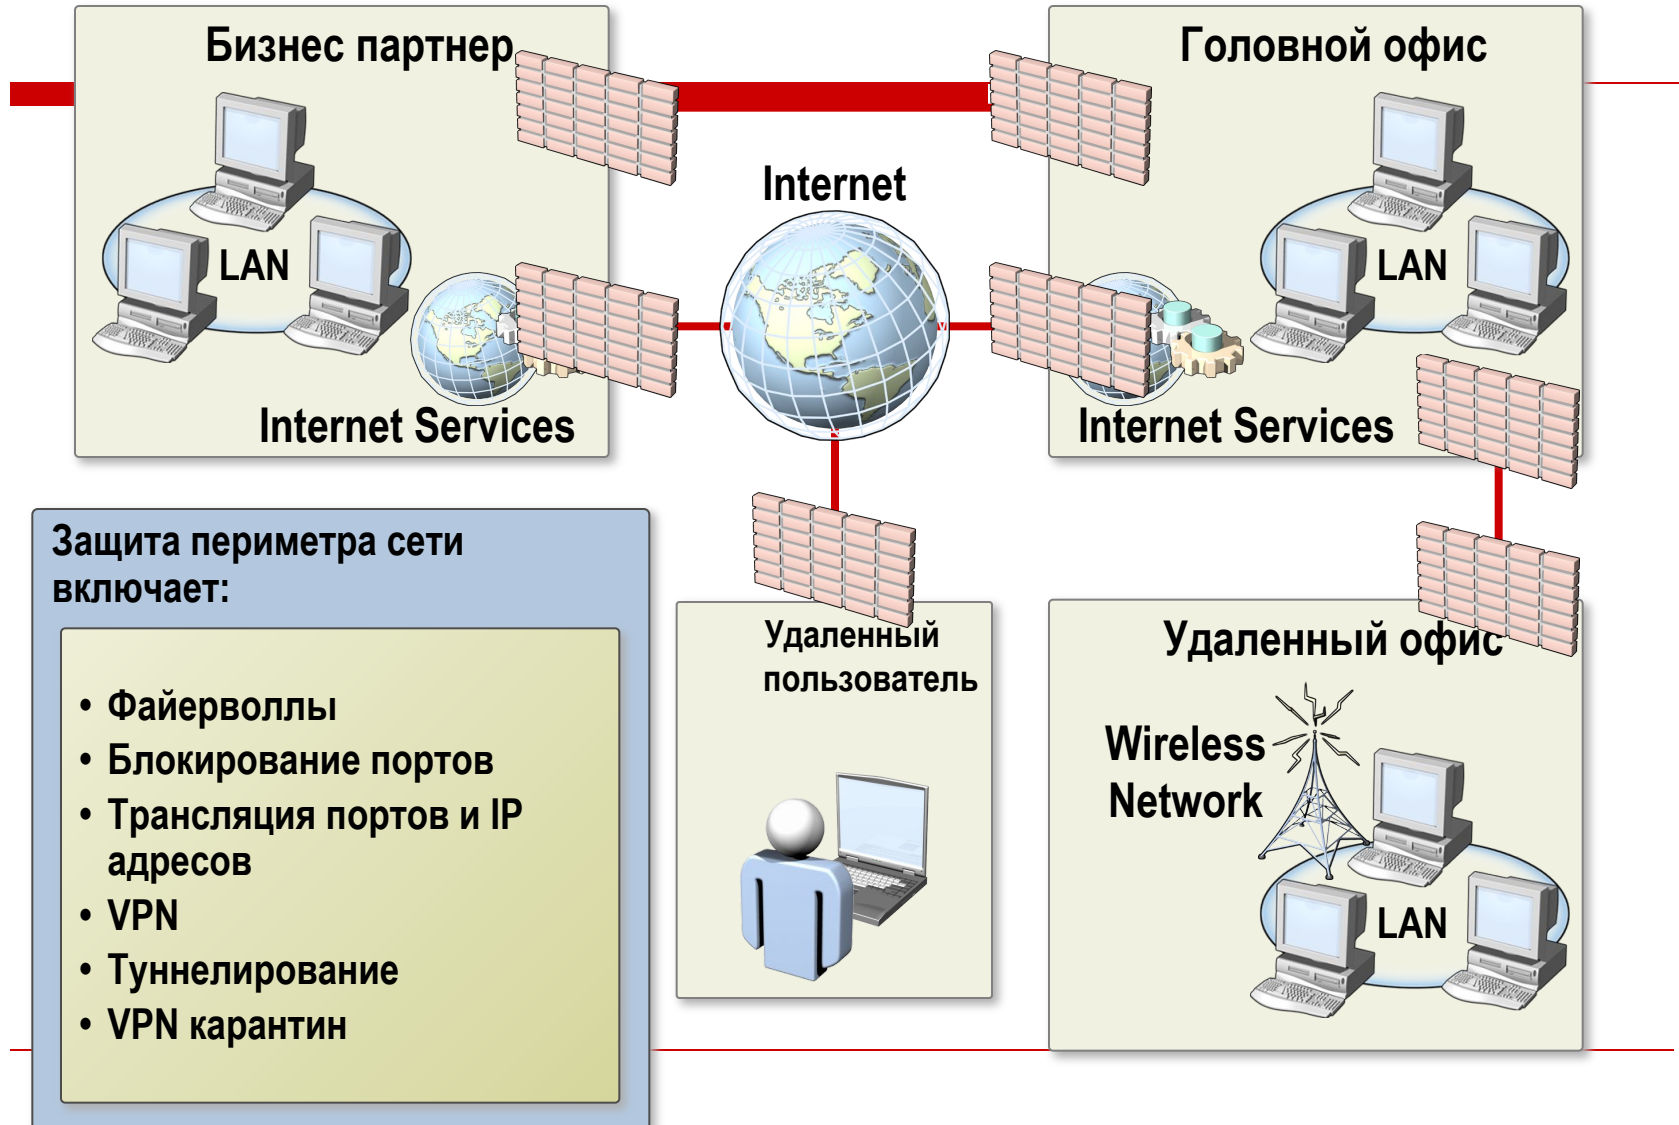 Бизнес партнер
Головной офис
Internet
LAN
LAN
Internet Services
Internet Services
Защита периметра сети
включает:
• Файерволлы
• Блокирование портов
• Трансляция портов и IP
адресов
• VPN
• Туннелирование
• VPN карантин
Удаленный
пользователь
Удаленный офис
Wireless
Network
LAN